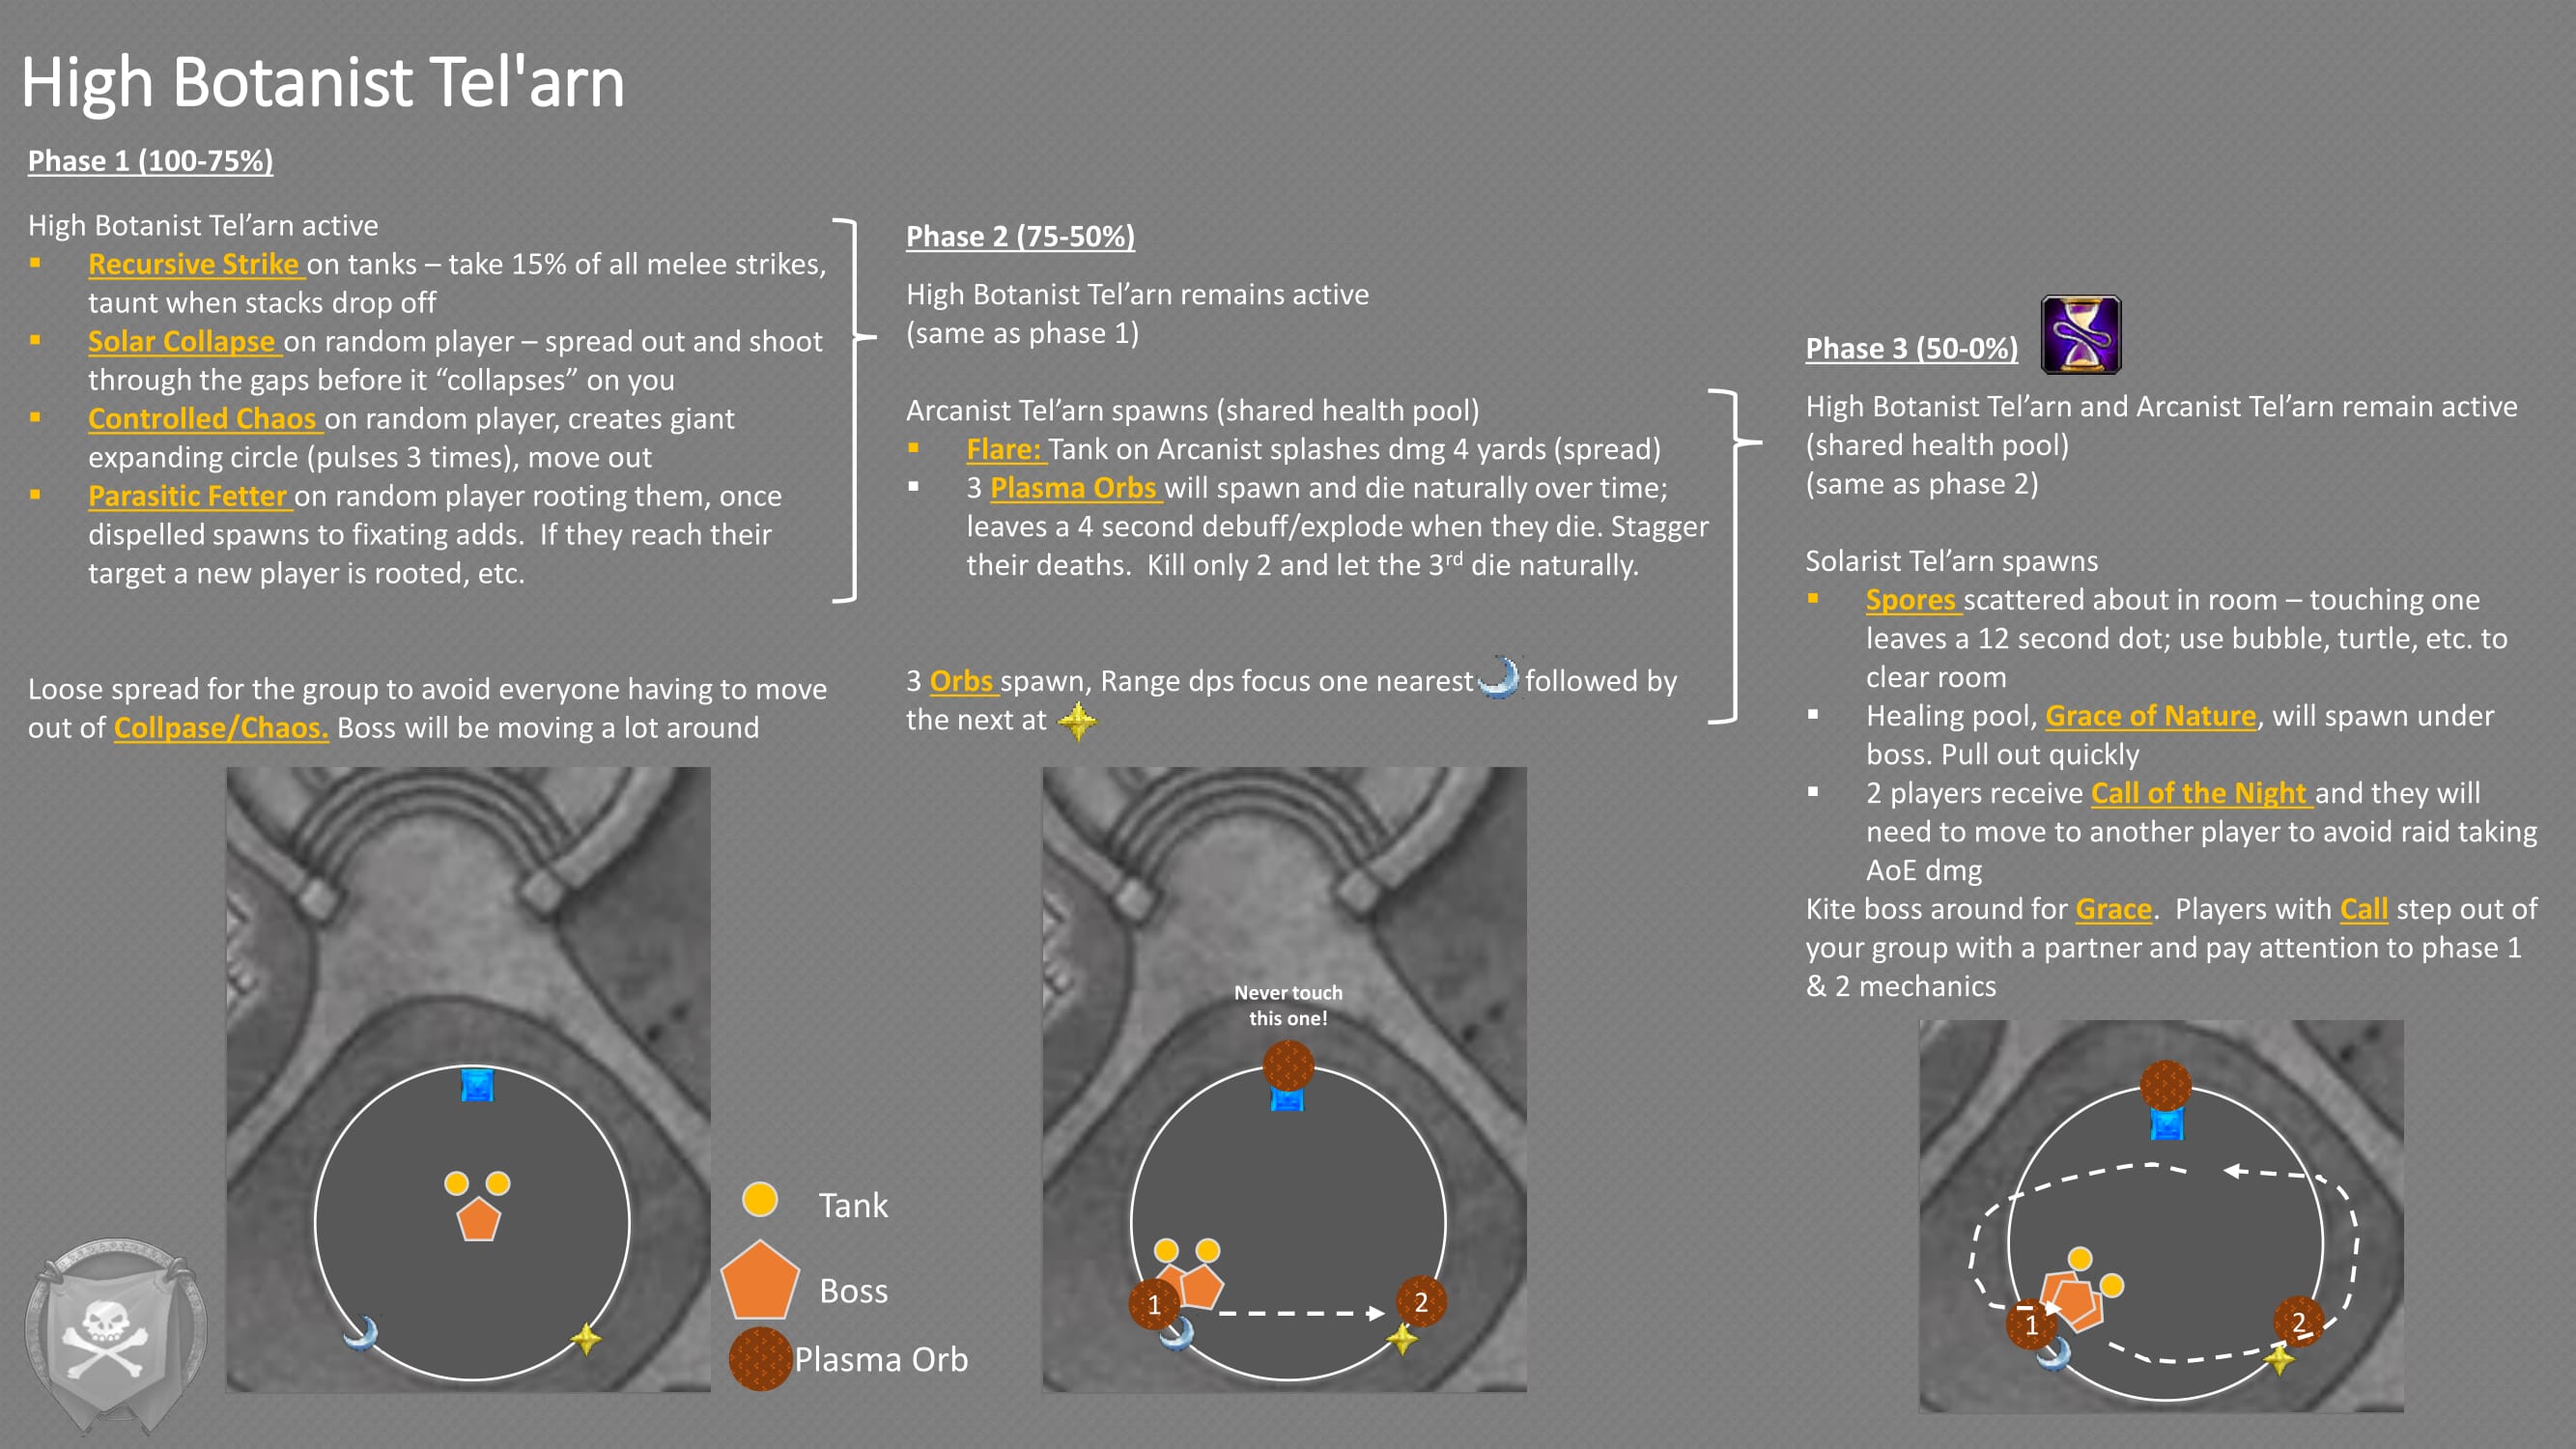 High Botanist Tel'arn
Phase 1 (100-75%)
High Botanist Tel’arn active
▪ Recursive Strike on tanks – take 15% of all melee strikes,
taunt when stacks drop off
▪ Solar Collapse on random player – spread out and shoot
through the gaps before it “collapses” on you
▪ Controlled Chaos on random player, creates giant
expanding circle (pulses 3 times), move out
▪ Parasitic Fetter on random player rooting them, once
dispelled spawns to fixating adds.  If they reach their
target a new player is rooted, etc.
Loose spread for the group to avoid everyone having to move
out of Collpase/Chaos. Boss will be moving a lot around
Phase 2 (75-50%)
High Botanist Tel’arn remains active
(same as phase 1)
Arcanist Tel’arn spawns (shared health pool)
▪ Flare: Tank on Arcanist splashes dmg 4 yards (spread)
▪ 3 Plasma Orbs will spawn and die naturally over time;
leaves a 4 second debuff/explode when they die. Stagger
their deaths.  Kill only 2 and let the 3rd die naturally.
3 Orbs spawn, Range dps focus one nearest followed by
the next at
Phase 3 (50-0%)
High Botanist Tel’arn and Arcanist Tel’arn remain active
(shared health pool)
(same as phase 2)
Solarist Tel’arn spawns
▪ Spores scattered about in room – touching one
leaves a 12 second dot; use bubble, turtle, etc. to
clear room
▪ Healing pool, Grace of Nature, will spawn under
boss. Pull out quickly
▪ 2 players receive Call of the Night and they will
need to move to another player to avoid raid taking
AoE dmg
Kite boss around for Grace.  Players with Call step out of
your group with a partner and pay attention to phase 1
& 2 mechanics
Tank
Boss
Plasma Orb
Never touch
this one!
1
2
1
2